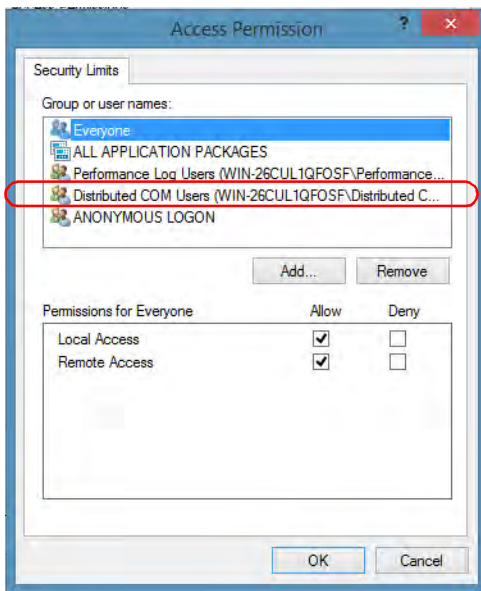 Access Permission
?
Security Limits
Group or user names:
Everyone
ALL APPLICATION PACKAGES
Performance Log Users (WIN-26CUL1QFOSF\Performance...
Distributed COM Users (WIN-26CUL1QFOSF\Distributed C...
ANONYMOUS LOGON
Add... Remove
Permissions for Everyone Allow Deny
Local Access
Remote Access
OK Cancel